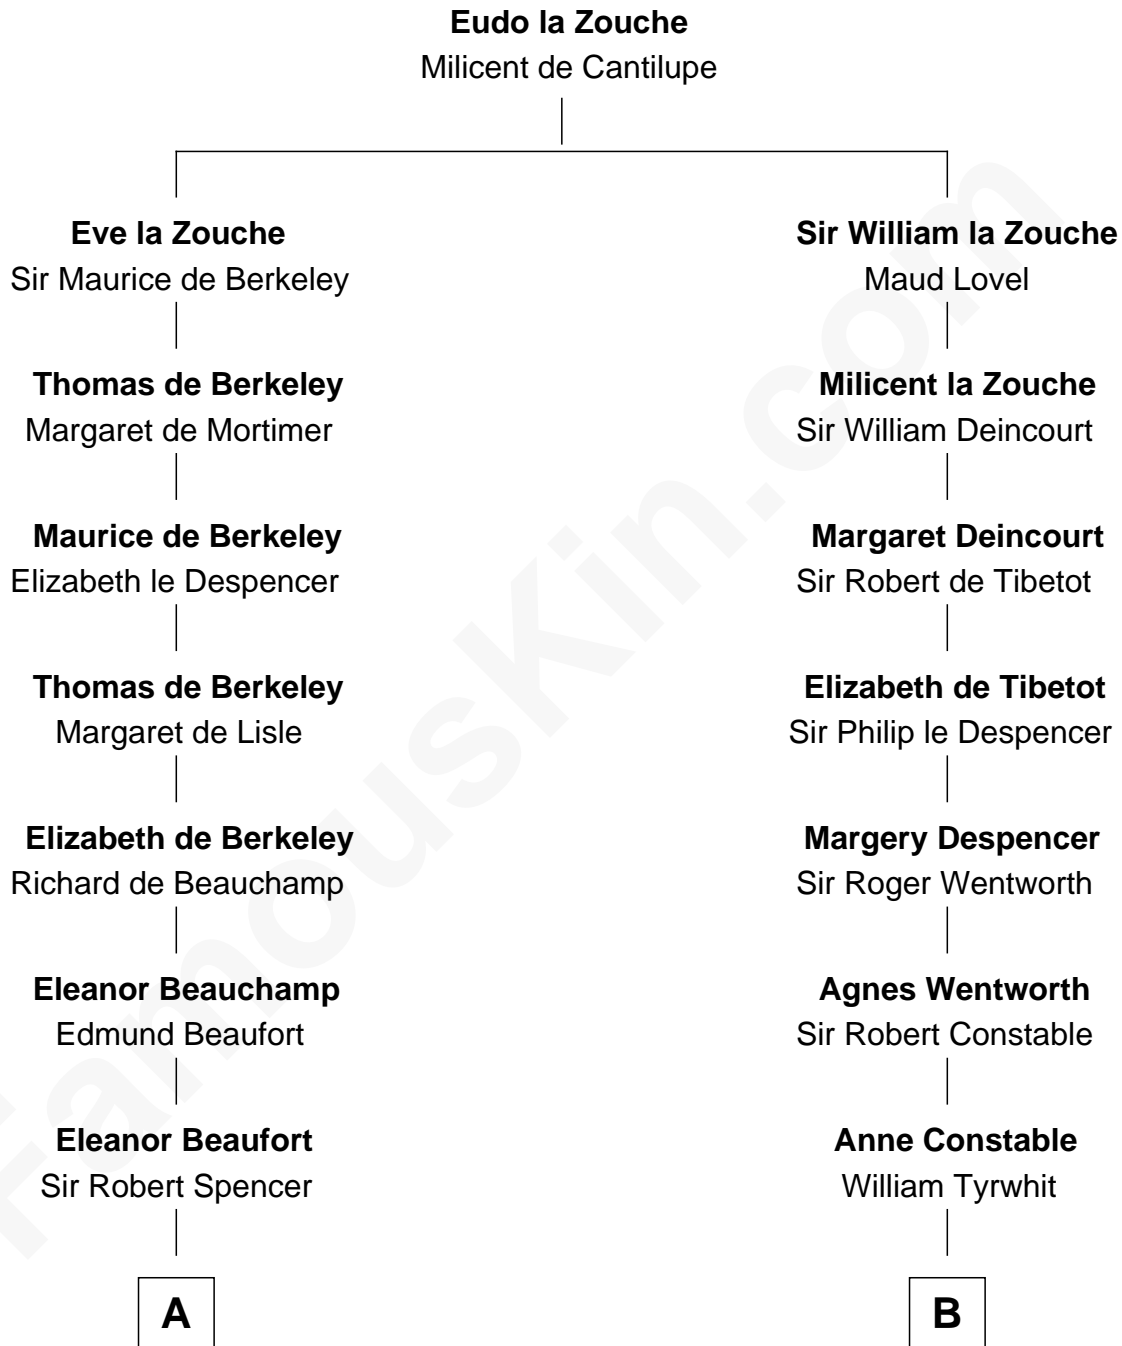 Eudo la Zouche
Milicent de Cantilupe
Eve la Zouche
Sir Maurice de Berkeley
Sir William la Zouche
Maud Lovel
Thomas de Berkeley
Margaret de Mortimer
Milicent la Zouche
Sir William Deincourt
Maurice de Berkeley
Elizabeth le Despencer
Margaret Deincourt
Sir Robert de Tibetot
Thomas de Berkeley
Margaret de Lisle
Elizabeth de Tibetot
Sir Philip le Despencer
Elizabeth de Berkeley
Richard de Beauchamp
Margery Despencer
Sir Roger Wentworth
Eleanor Beauchamp
Edmund Beaufort
Agnes Wentworth
Sir Robert Constable
Eleanor Beaufort
Sir Robert Spencer
Anne Constable
William Tyrwhit
A
B
FamousKin.com